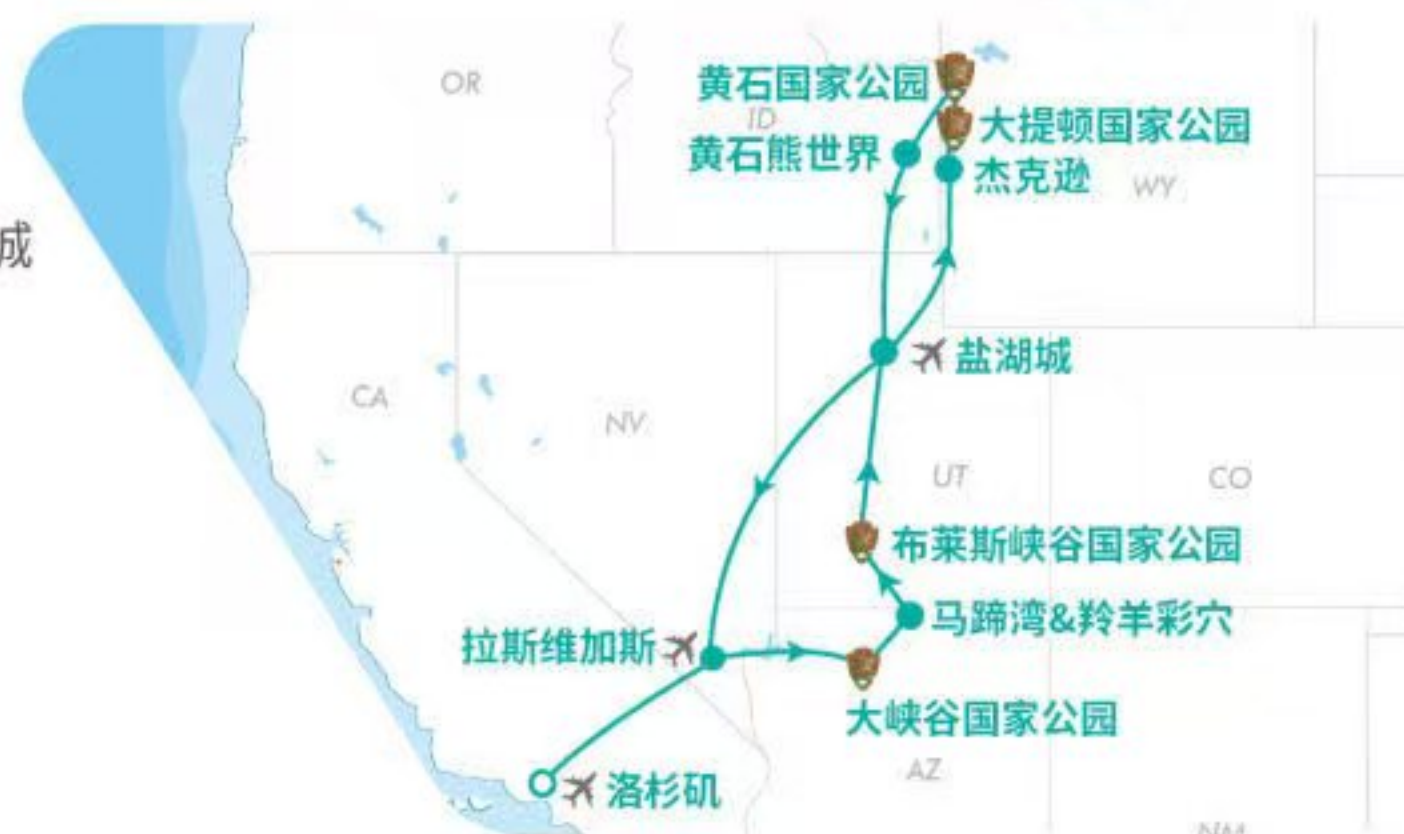 OR
黄石国家公园
ID
大提顿国家公园
黄石熊世界
杰克逊
WY
成
盐湖城
CA
NV
UT
CO
布莱斯峡谷国家公园
马蹄湾&羚羊彩穴
拉斯维加斯
大峡谷国家公园
AZ
洛杉矶
NM